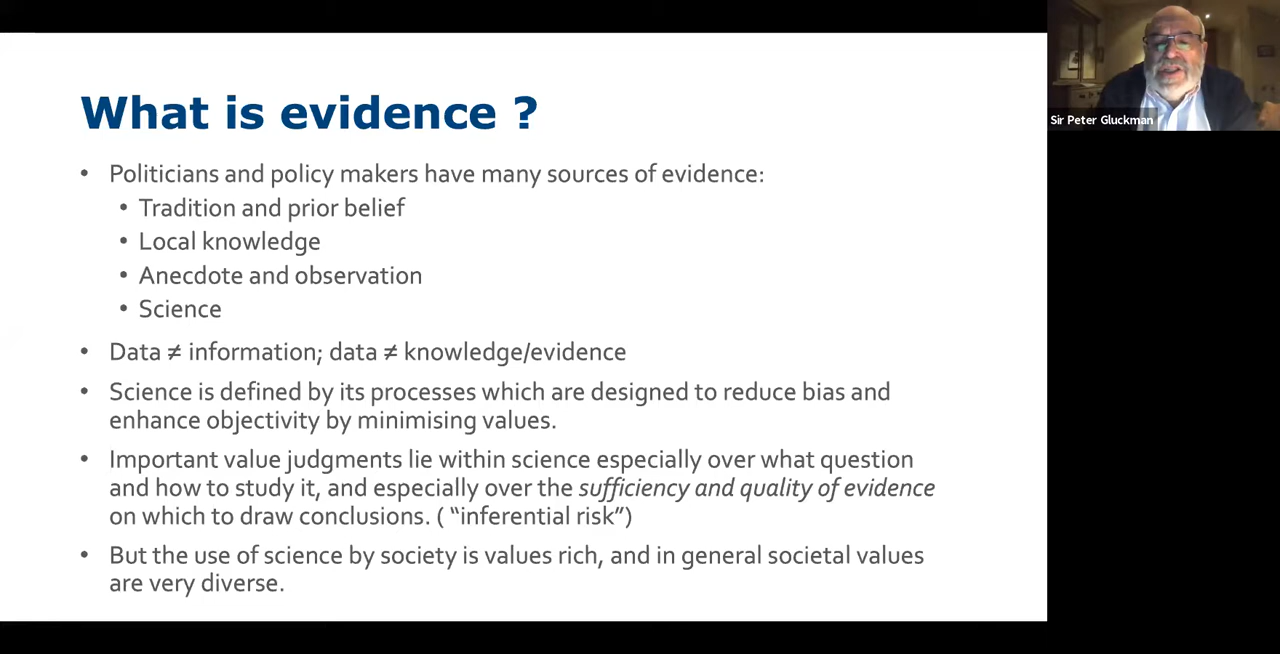 What is evidence ?
• Politicians and policy makers have many sources of evidence:
• Tradition and prior belief
• Local knowledge
• Anecdote and observation
• Science
• Data ≠ information; data ≠ knowledge/evidence
• Science is defined by its processes which are designed to reduce bias and
enhance objectivity by minimising values.
• Important value judgments lie within science especially over what question
and how to study it, and especially over the sufficiency and quality of evidence
on which to draw conclusions. ( “inferential risk”)
• But the use of science by society is values rich, and in general societal values
are very diverse.
Sir Peter Gluckman